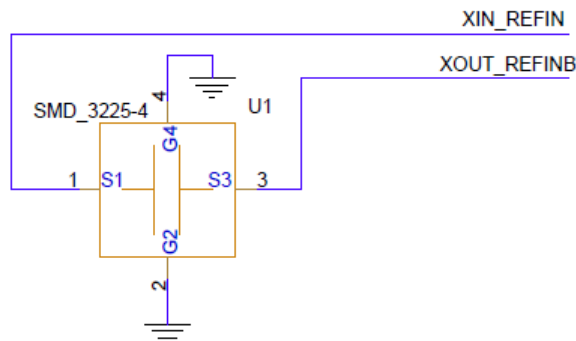 XIN_REFIN
XOUT_REFINB
SMD_3225-4
4
U1
G4
1
S1
S3
3
G2
2